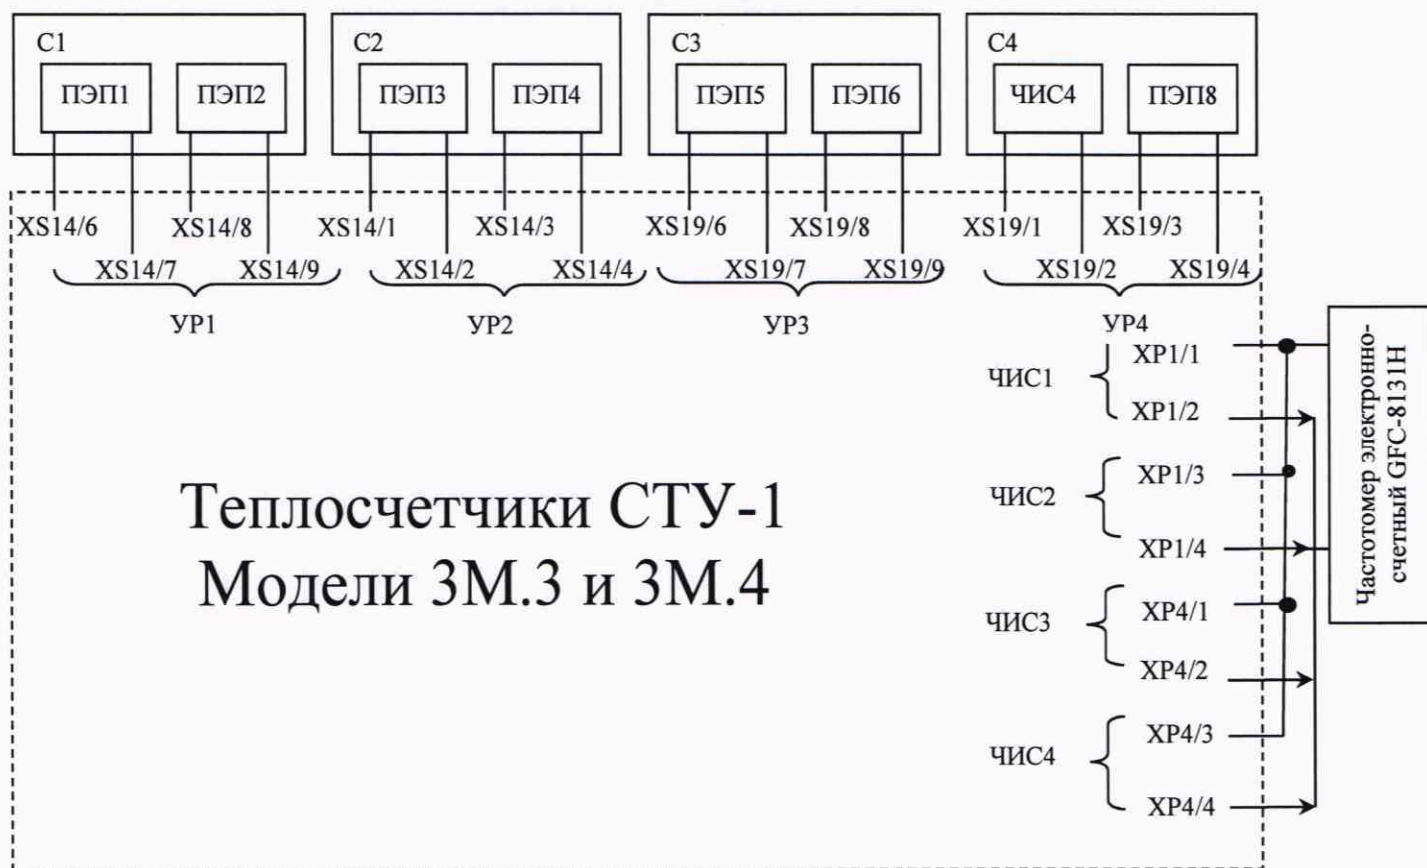 С1
С2
С3
С4
ПЭП1
ПЭП2
ПЭП3
ПЭП4
ПЭП5
ПЭП6
ЧИС4
ПЭП8
XS14/6
XS14/8
XS14/1
XS14/3
XS19/6
XS19/8
XS19/1
XS19/3
XS14/7
XS14/9
XS14/2
XS14/4
XS19/7
XS19/9
XS19/2
XS19/4
УР1
УР2
УР3
УР4
ЧИС1
XP1/1
XP1/2
ЧИС2
XP1/3
XP1/4
ЧИС3
XP4/1
XP4/2
ЧИС4
XP4/3
XP4/4
Теплосчетчики СТУ-1
Модели 3М.3 и 3М.4
Частотомер электронно-
счетный GFC-8131H